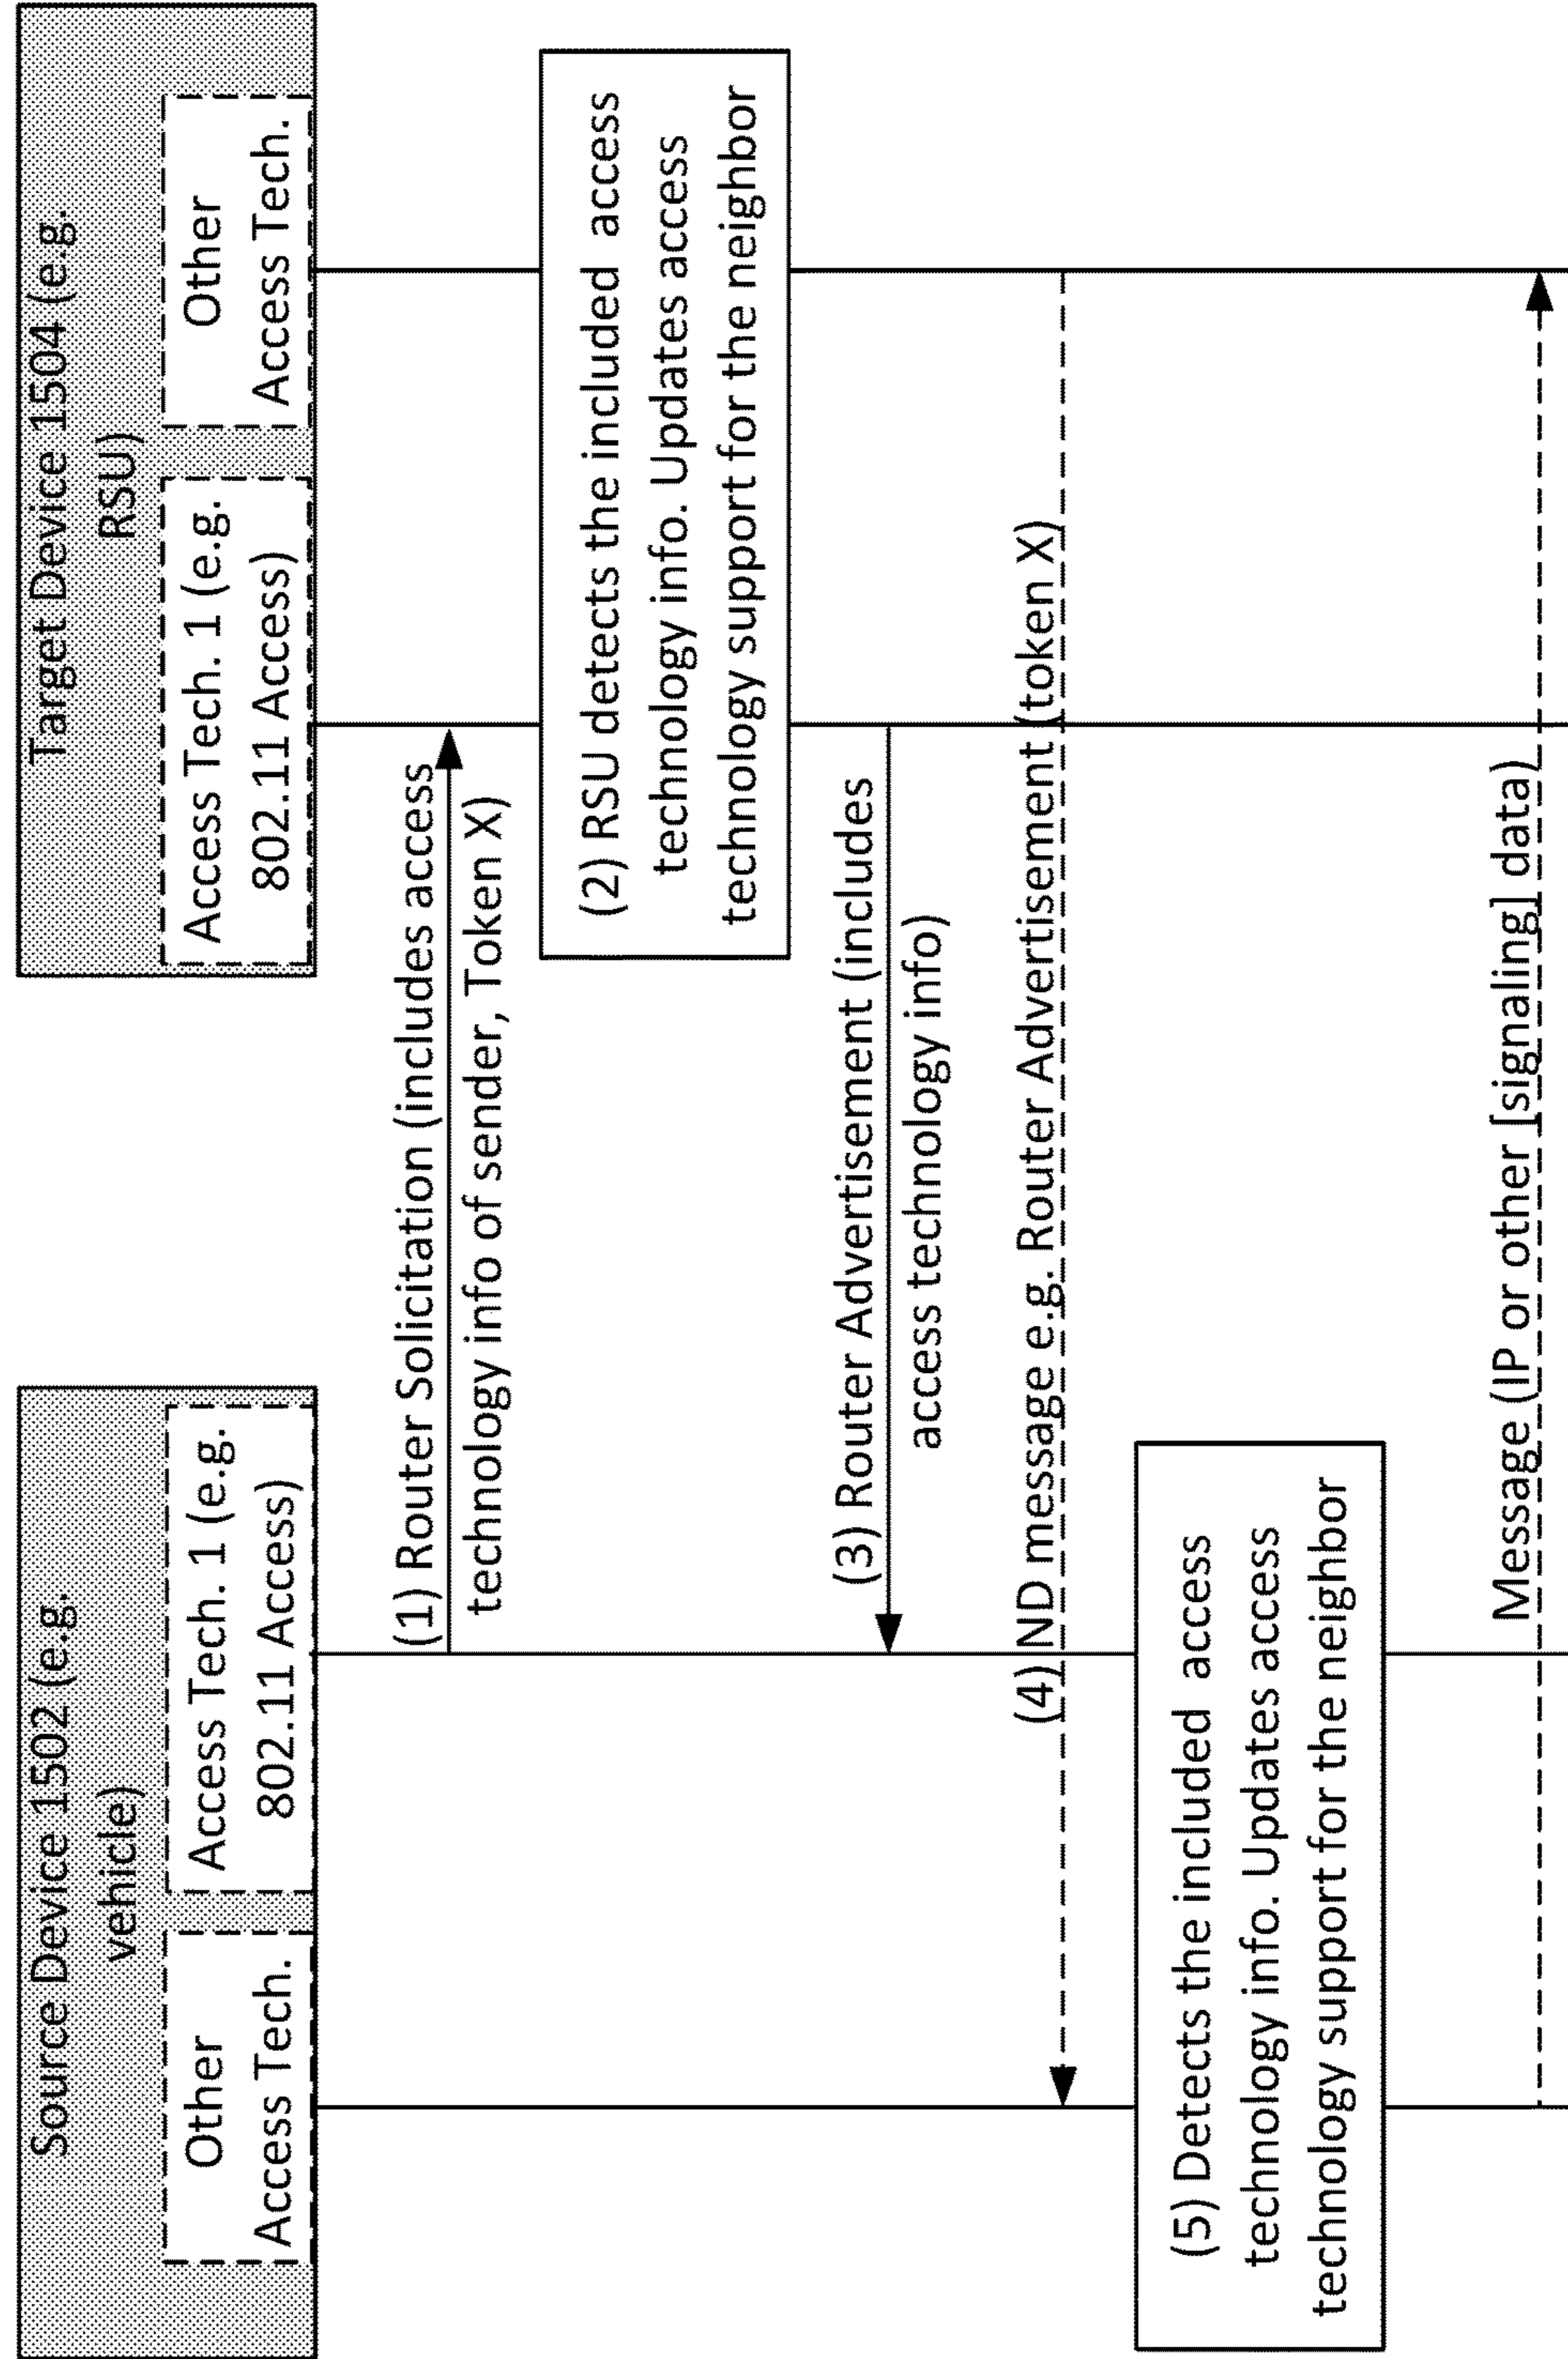 Source Device 1502 (e.g.
vehicle)
Other
Access Tech.
Access Tech. 1 (e.g.
802.11 Access)
Target Device 1504 (e.g.
RSU)
Access Tech. 1 (e.g.
802.11 Access)
Other
Access Tech.
(1) Router Solicitation (includes access
technology info of sender, Token X)
(2) RSU detects the included access
technology info. Updates access
technology support for the neighbor
(3) Router Advertisement (includes
access technology info)
(4) ND message e.g. Router Advertisement (token X)
(5) Detects the included access
technology info. Updates access
technology support for the neighbor
Message (IP or other [signaling] data)